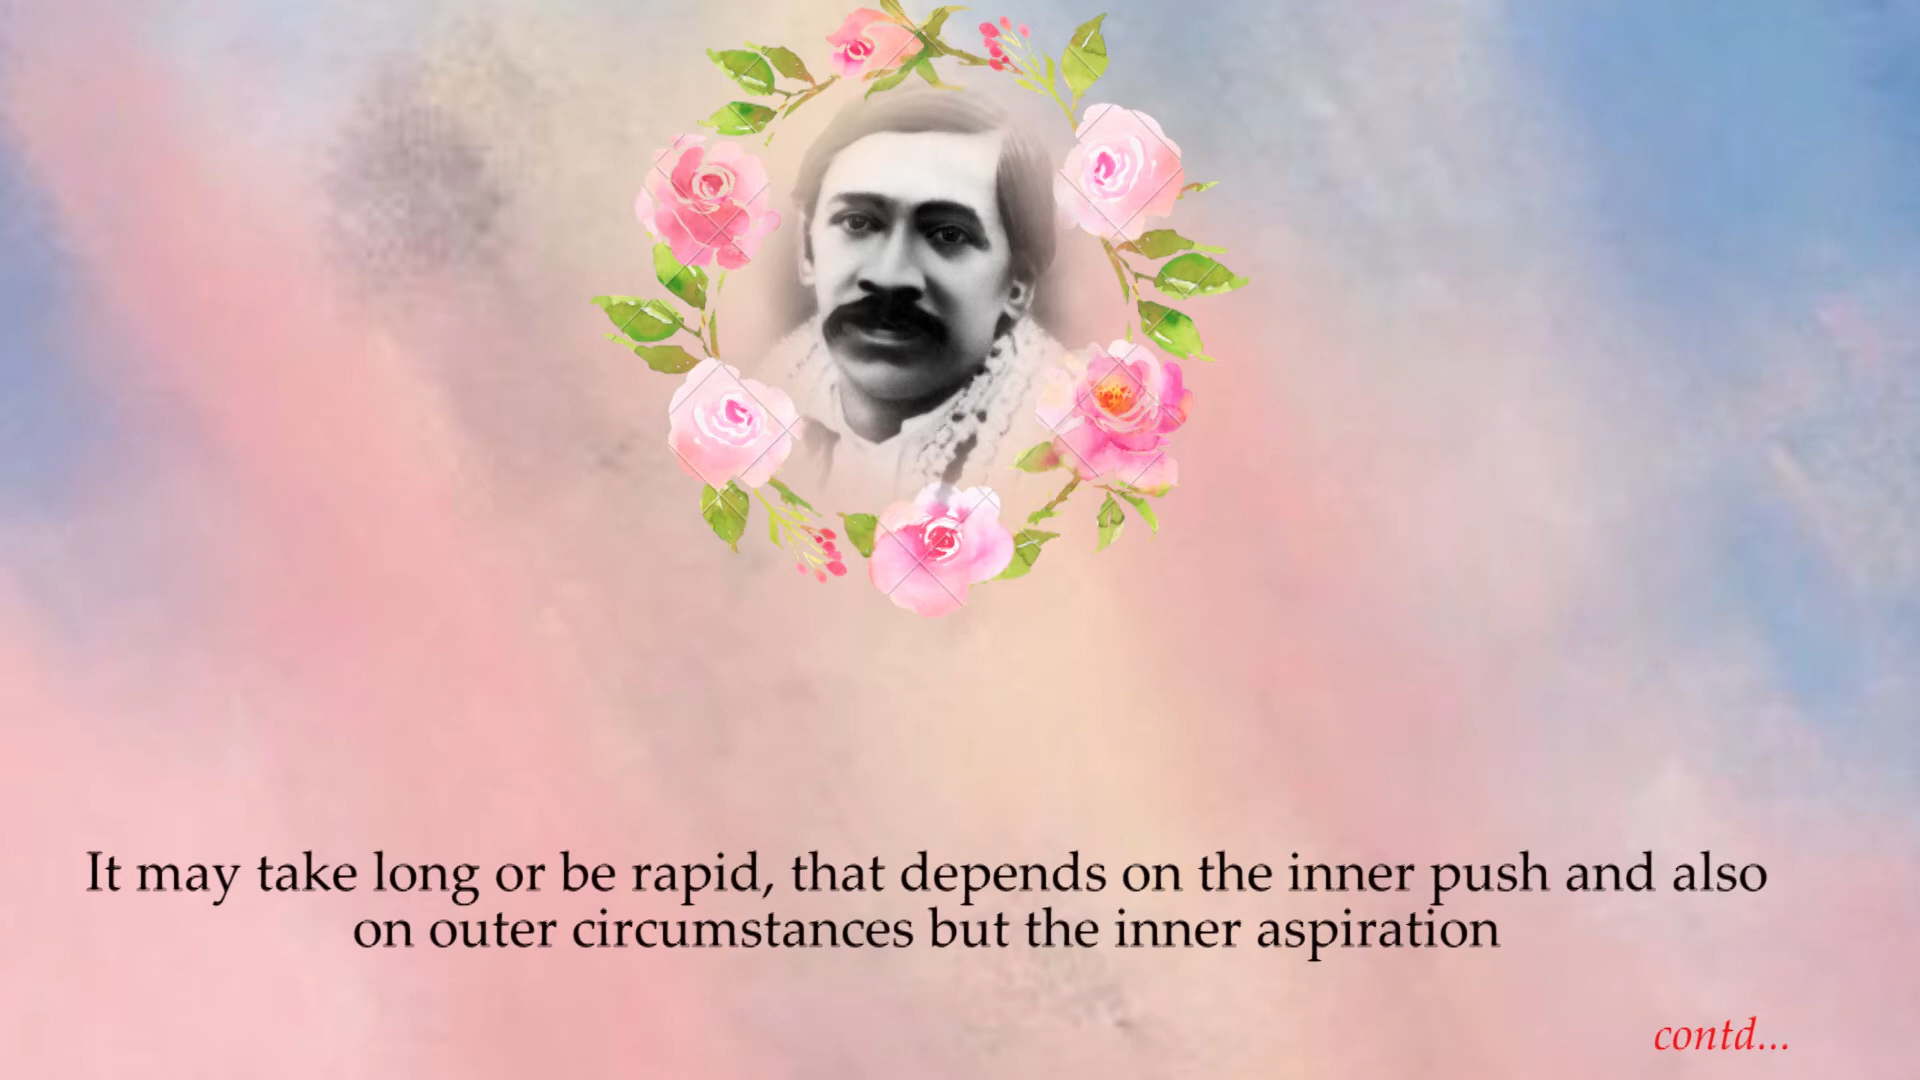 It may take long or be rapid, that depends on the inner push and also
on outer circumstances but the inner aspiration
contd...